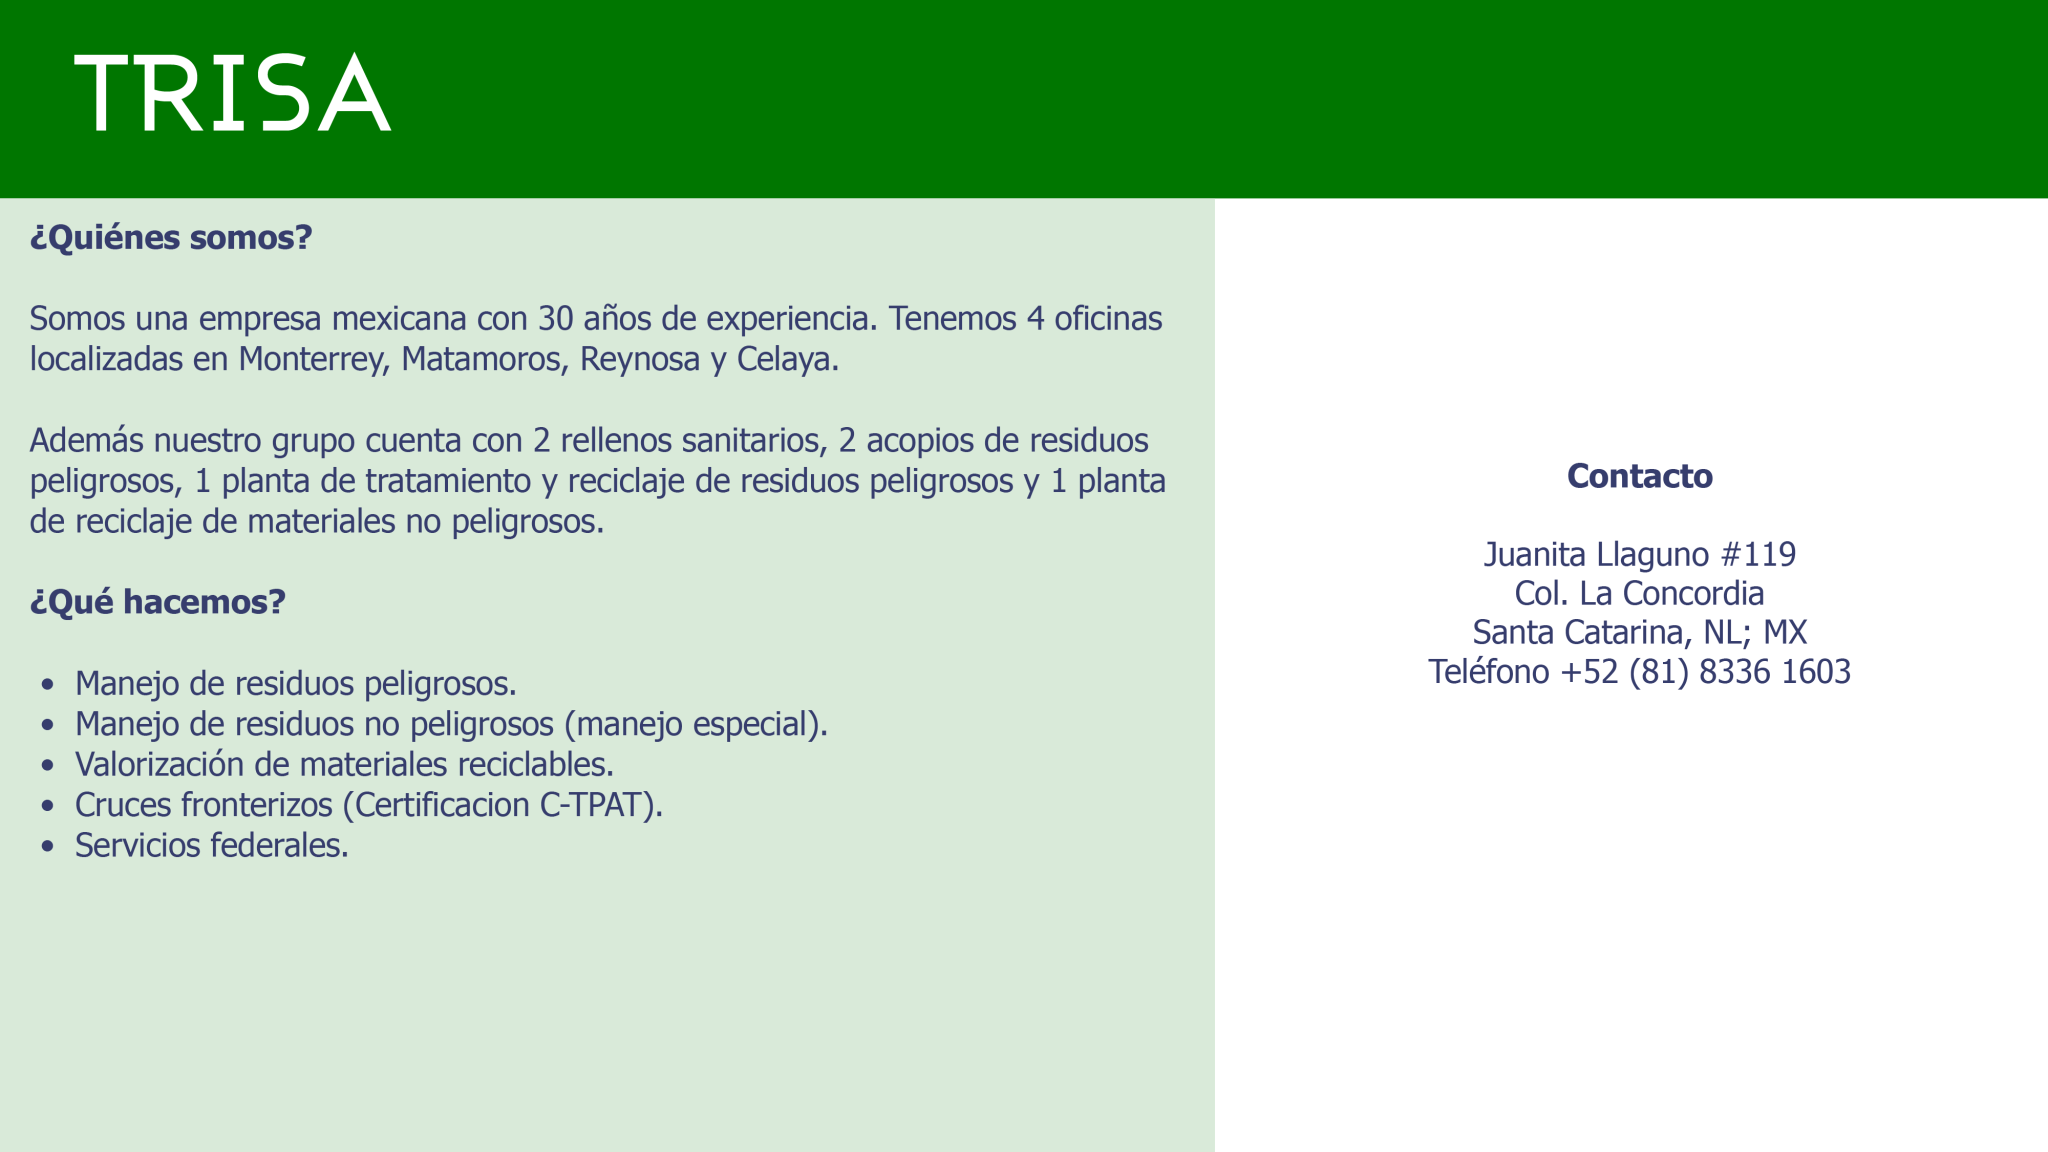 TRISA
¿Quiénes somos?
Somos una empresa mexicana con 30 años de experiencia. Tenemos 4 oficinas
localizadas en Monterrey, Matamoros, Reynosa y Celaya.
Además nuestro grupo cuenta con 2 rellenos sanitarios, 2 acopios de residuos
peligrosos, 1 planta de tratamiento y reciclaje de residuos peligrosos y 1 planta
de reciclaje de materiales no peligrosos.
¿Qué hacemos?
• Manejo de residuos peligrosos.
• Manejo de residuos no peligrosos (manejo especial).
• Valorización de materiales reciclables.
• Cruces fronterizos (Certificacion C-TPAT).
• Servicios federales.
Contacto
Juanita Llaguno #119
Col. La Concordia
Santa Catarina, NL; MX
Teléfono +52 (81) 8336 1603